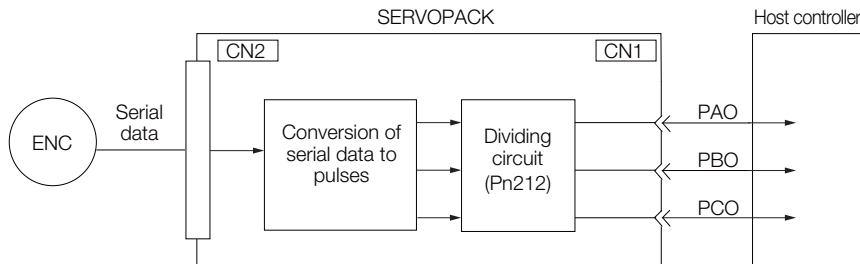 SERVOPACK
Host controller
CN2
CN1
ENC
Serial
data
Conversion of
serial data to
pulses
Dividing
circuit
(Pn212)
PAO
PBO
PCO